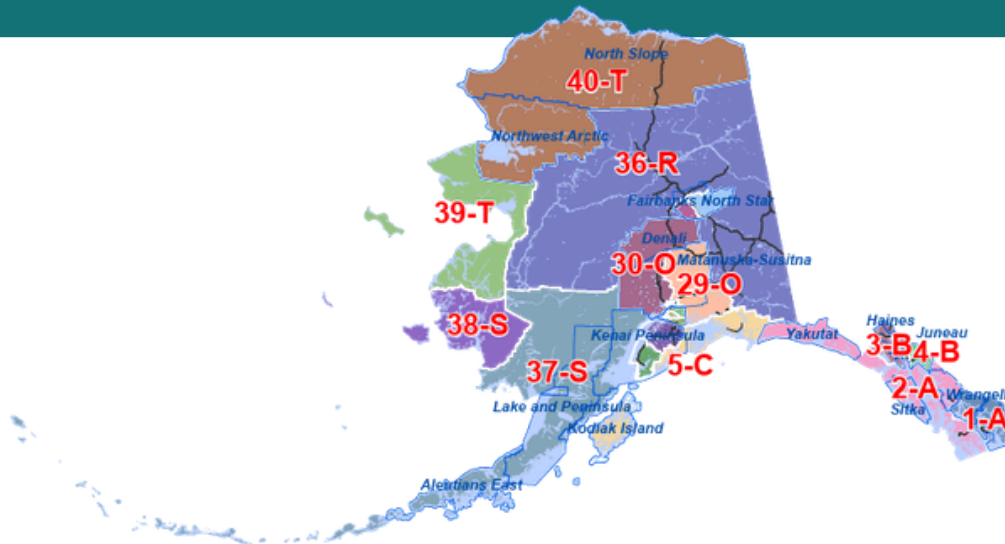 North Slope
40-T
Northwest Arctic
36-R
Fairbanks North Star
39-T
Denali
Matanuska-Susitna
30-O
29-O
38-S
Haines
Juneau
Kenai Peninsula
Yakutat
3-B
4-B
5-C
37-S
2-A
Wrangell
Lake and Peninsula
Sitka
1-A
Kodiak Island
Aleutians East